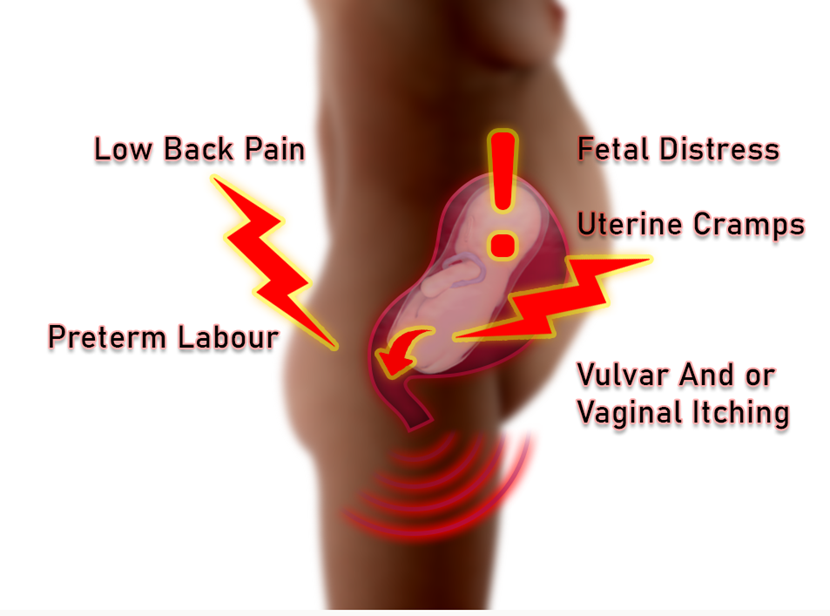 Low Back Pain
Fetal Distress
Uterine Cramps
Preterm Labour
Vulvar And or
Vaginal Itching